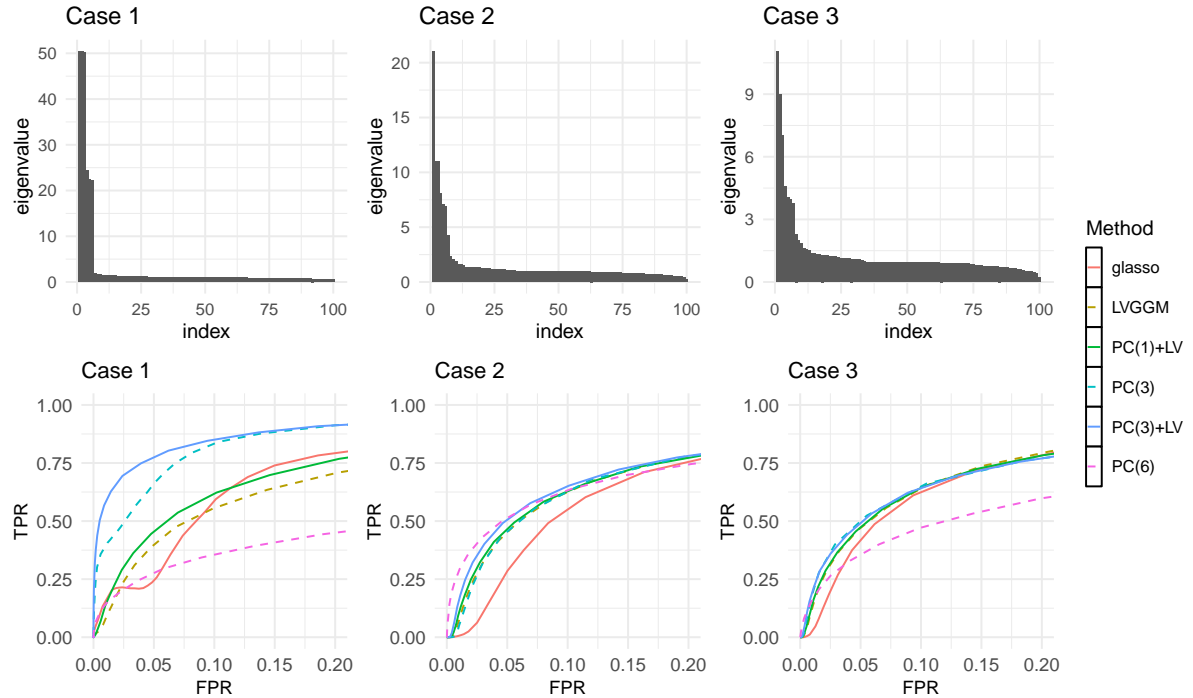 Case 1
Case 2
Case 3
50
40
30
20
10
0
eigenvalue
0
25
50
75
100
index
20
15
10
5
0
eigenvalue
0
25
50
75
100
index
9
6
3
0
eigenvalue
0
25
50
75
100
index
Case 1
Case 2
Case 3
1.00
0.75
0.50
0.25
0.00
TPR
0.00
0.05
0.10
0.15
0.20
FPR
1.00
0.75
0.50
0.25
0.00
TPR
0.00
0.05
0.10
0.15
0.20
FPR
1.00
0.75
0.50
0.25
0.00
TPR
0.00
0.05
0.10
0.15
0.20
FPR
Method
glasso
LVGGM
PC(1)+LV
PC(3)
PC(3)+LV
PC(6)